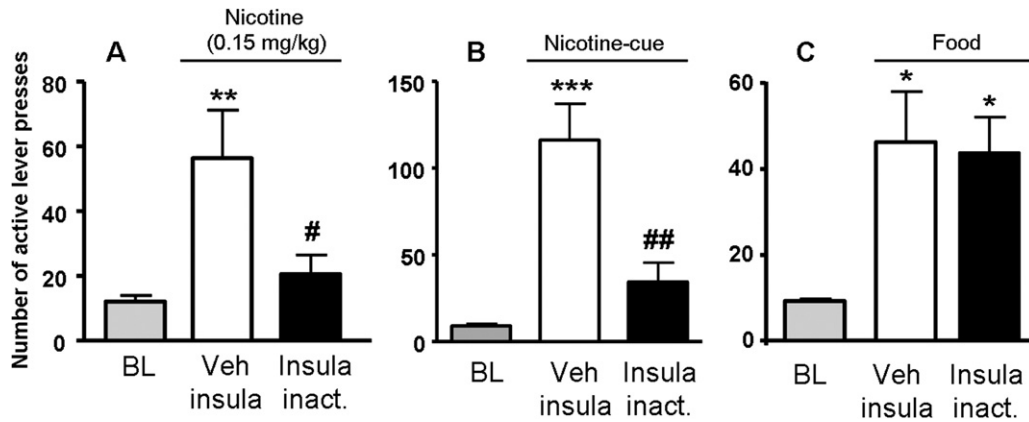 Number of active lever presses
A
Nicotine
(0.15 mg/kg)
80
60
40
20
0
**
#
BL
Veh
insula
Insula
inact.
B
Nicotine-cue
150
100
50
0
***
##
BL
Veh
insula
Insula
inact.
C
Food
60
40
20
0
*
*
BL
Veh
insula
Insula
inact.